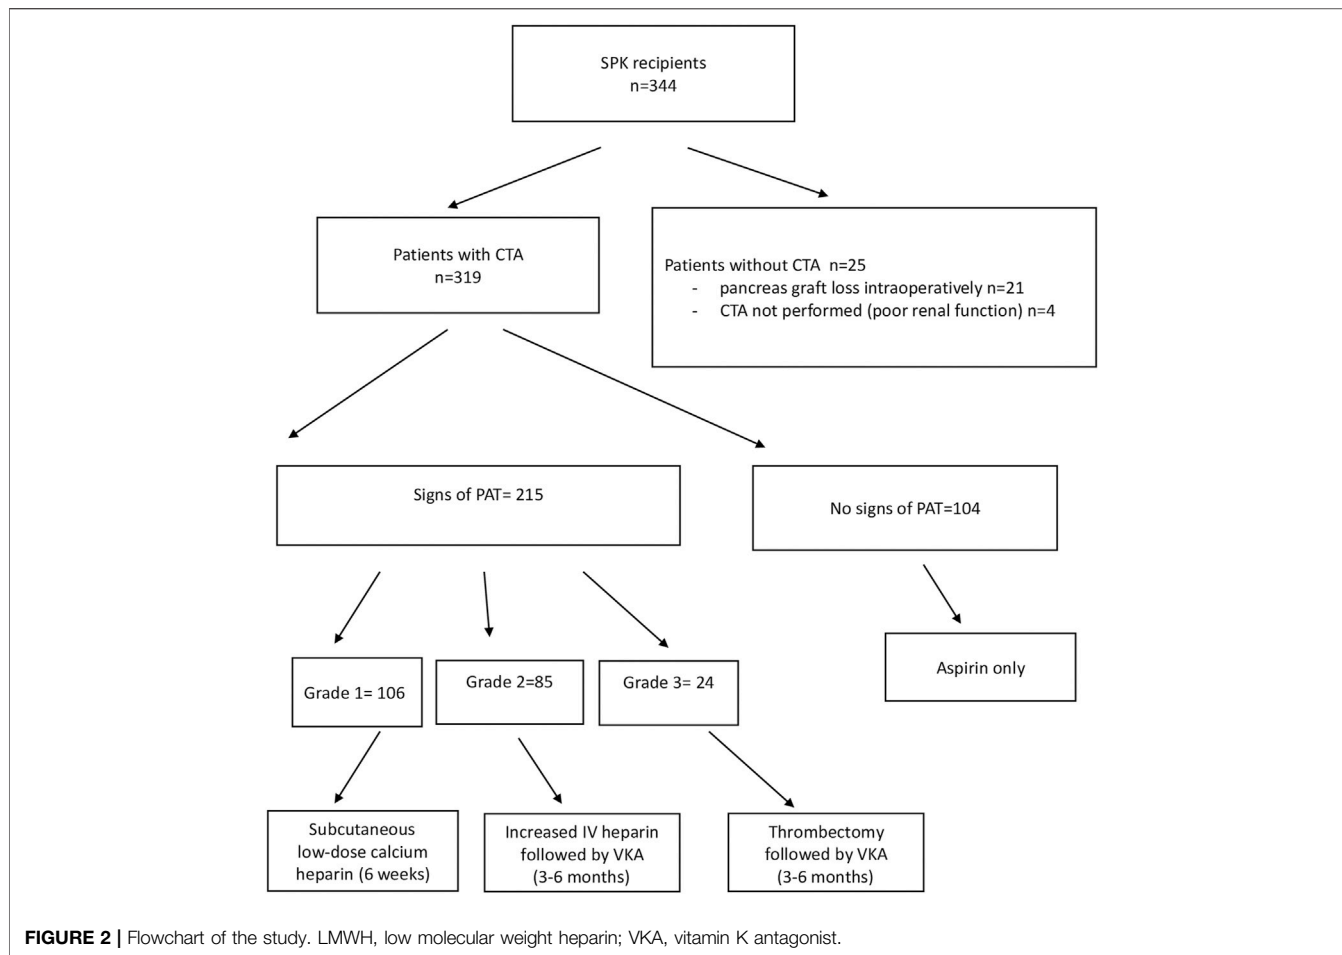 SPK recipients
n=344
Patients with CTA
n=319
Patients without CTA n=25
- pancreas graft loss intraoperatively n=21
- CTA not performed (poor renal function) n=4
Signs of PAT= 215
No signs of PAT=104
Grade 1= 106
Grade 2=85
Grade 3= 24
Aspirin only
Subcutaneous
low-dose calcium
heparin (6 weeks)
Increased IV heparin
followed by VKA
(3-6 months)
Thrombectomy
followed by VKA
(3-6 months)
FIGURE 2 | Flowchart of the study. LMWH, low molecular weight heparin; VKA, vitamin K antagonist.